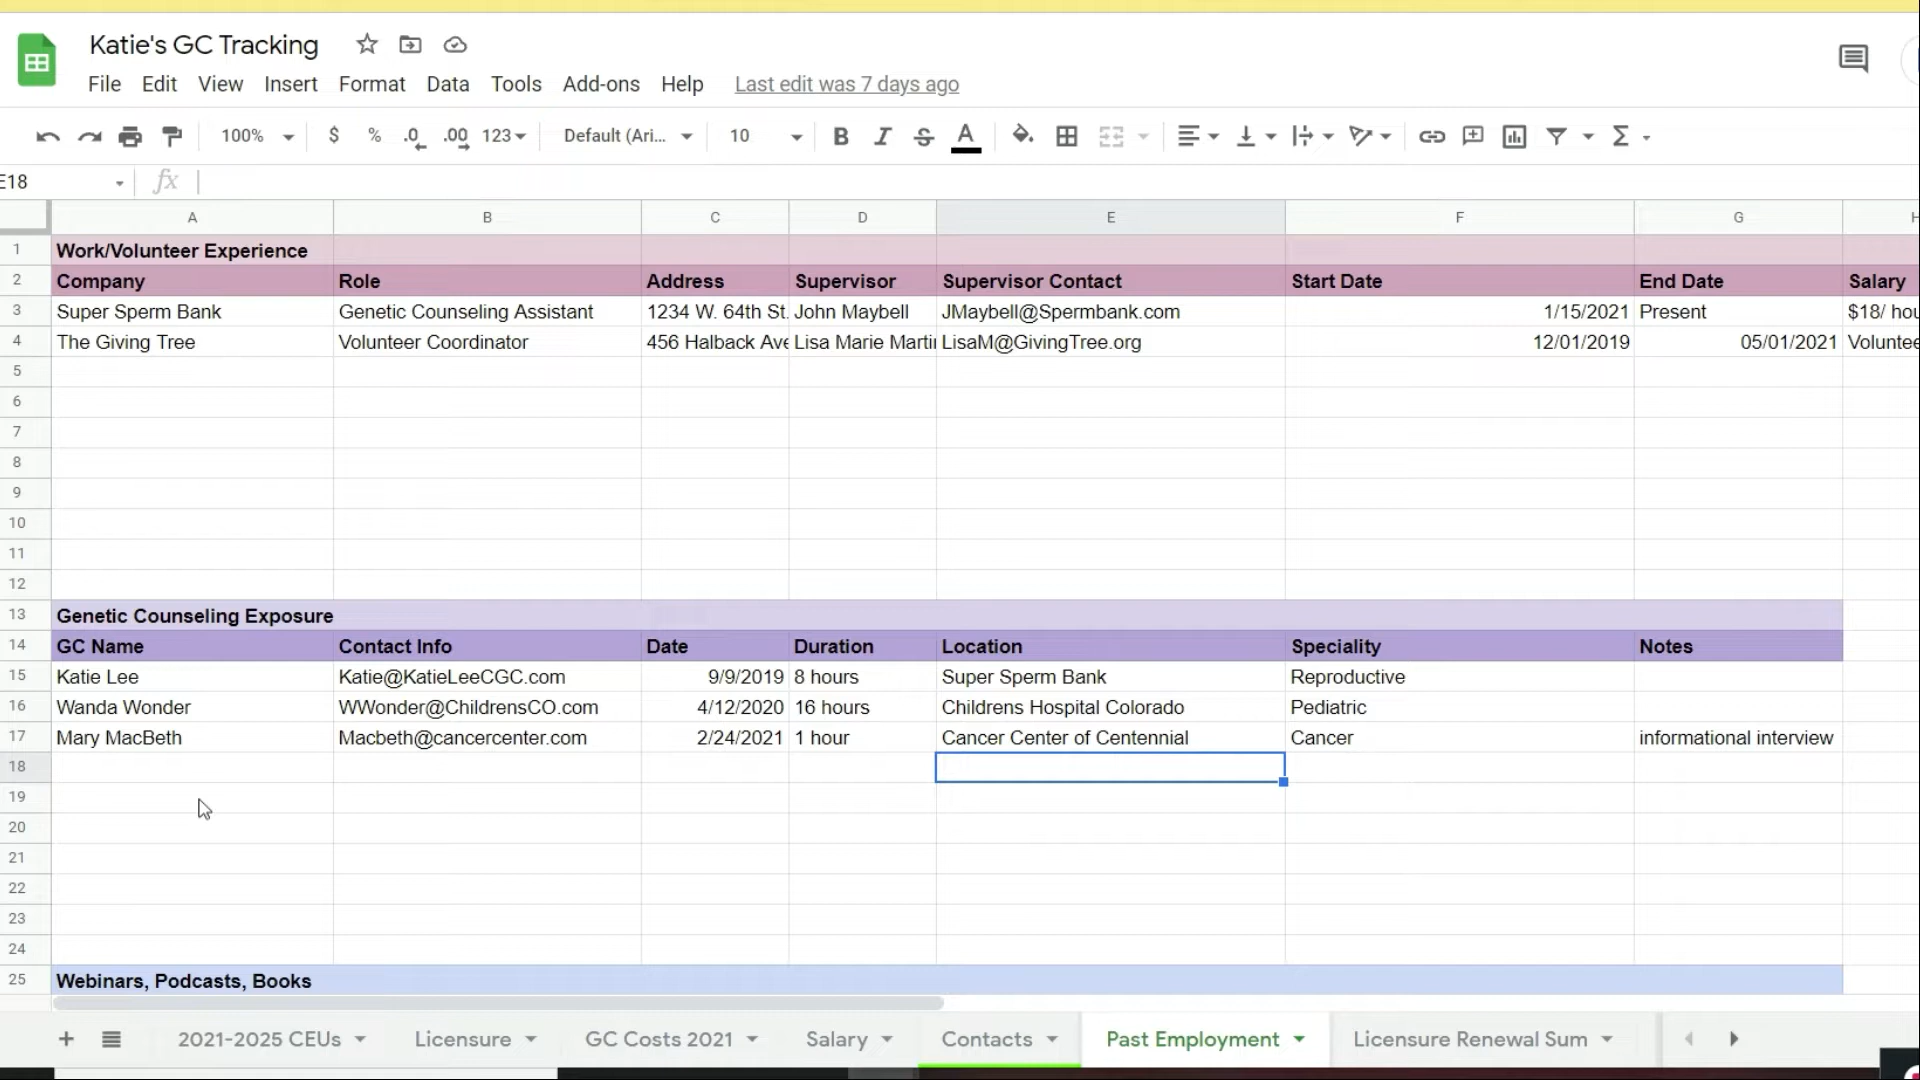 Katie's GC Tracking
File Edit View Insert Format Data Tools Add-ons Help Last edit was 7 days ago
100% $ % .0 .00 123 Default (Ari... 10 B I S A
E18 fx
A B C D E F G H
1 Work/Volunteer Experience
2 Company Role Address Supervisor Supervisor Contact Start Date End Date Salary
3 Super Sperm Bank Genetic Counseling Assistant 1234 W. 64th St. John Maybell JMaybell@Spermbank.com 1/15/2021 Present $18/ hou
4 The Giving Tree Volunteer Coordinator 456 Halback Ave Lisa Marie Marti LisaM@GivingTree.org 12/01/2019 05/01/2021 Voluntee
5
6
7
8
9
10
11
12
13 Genetic Counseling Exposure
14 GC Name Contact Info Date Duration Location Speciality Notes
15 Katie Lee Katie@KatieLeeCGC.com 9/9/2019 8 hours Super Sperm Bank Reproductive
16 Wanda Wonder WWonder@ChildrensCO.com 4/12/2020 16 hours Childrens Hospital Colorado Pediatric
17 Mary MacBeth Macbeth@cancercenter.com 2/24/2021 1 hour Cancer Center of Centennial Cancer informational interview
18
19
20
21
22
23
24
25 Webinars, Podcasts, Books
2021-2025 CEUs Licensure GC Costs 2021 Salary Contacts Past Employment Licensure Renewal Sum